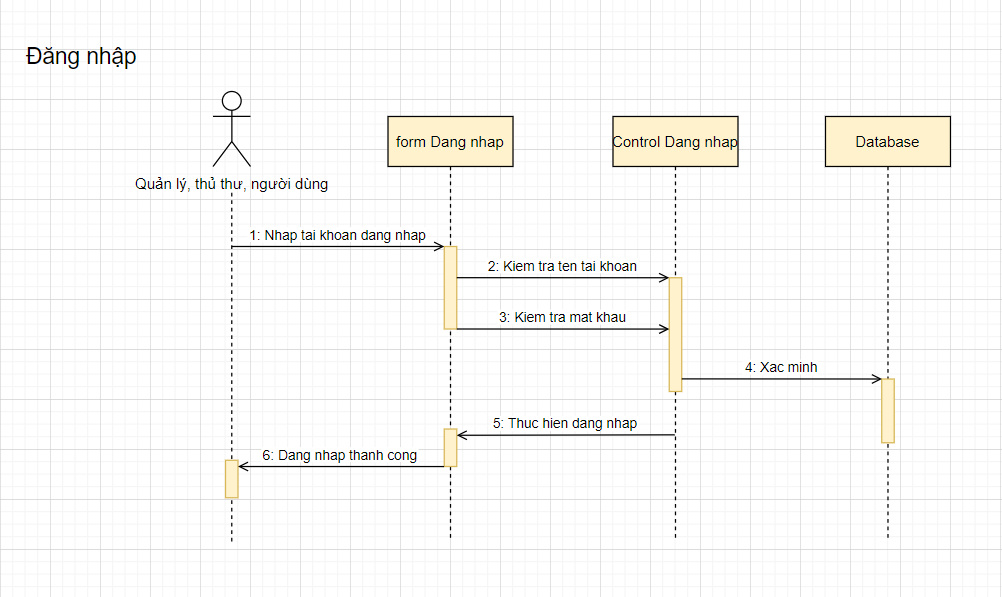 Đăng nhập
Quản lý, thủ thư, người dùng
form Dang nhap
Control Dang nhap
Database
1: Nhap tai khoan dang nhap
2: Kiem tra ten tai khoan
3: Kiem tra mat khau
4: Xac minh
5: Thuc hien dang nhap
6: Dang nhap thanh cong